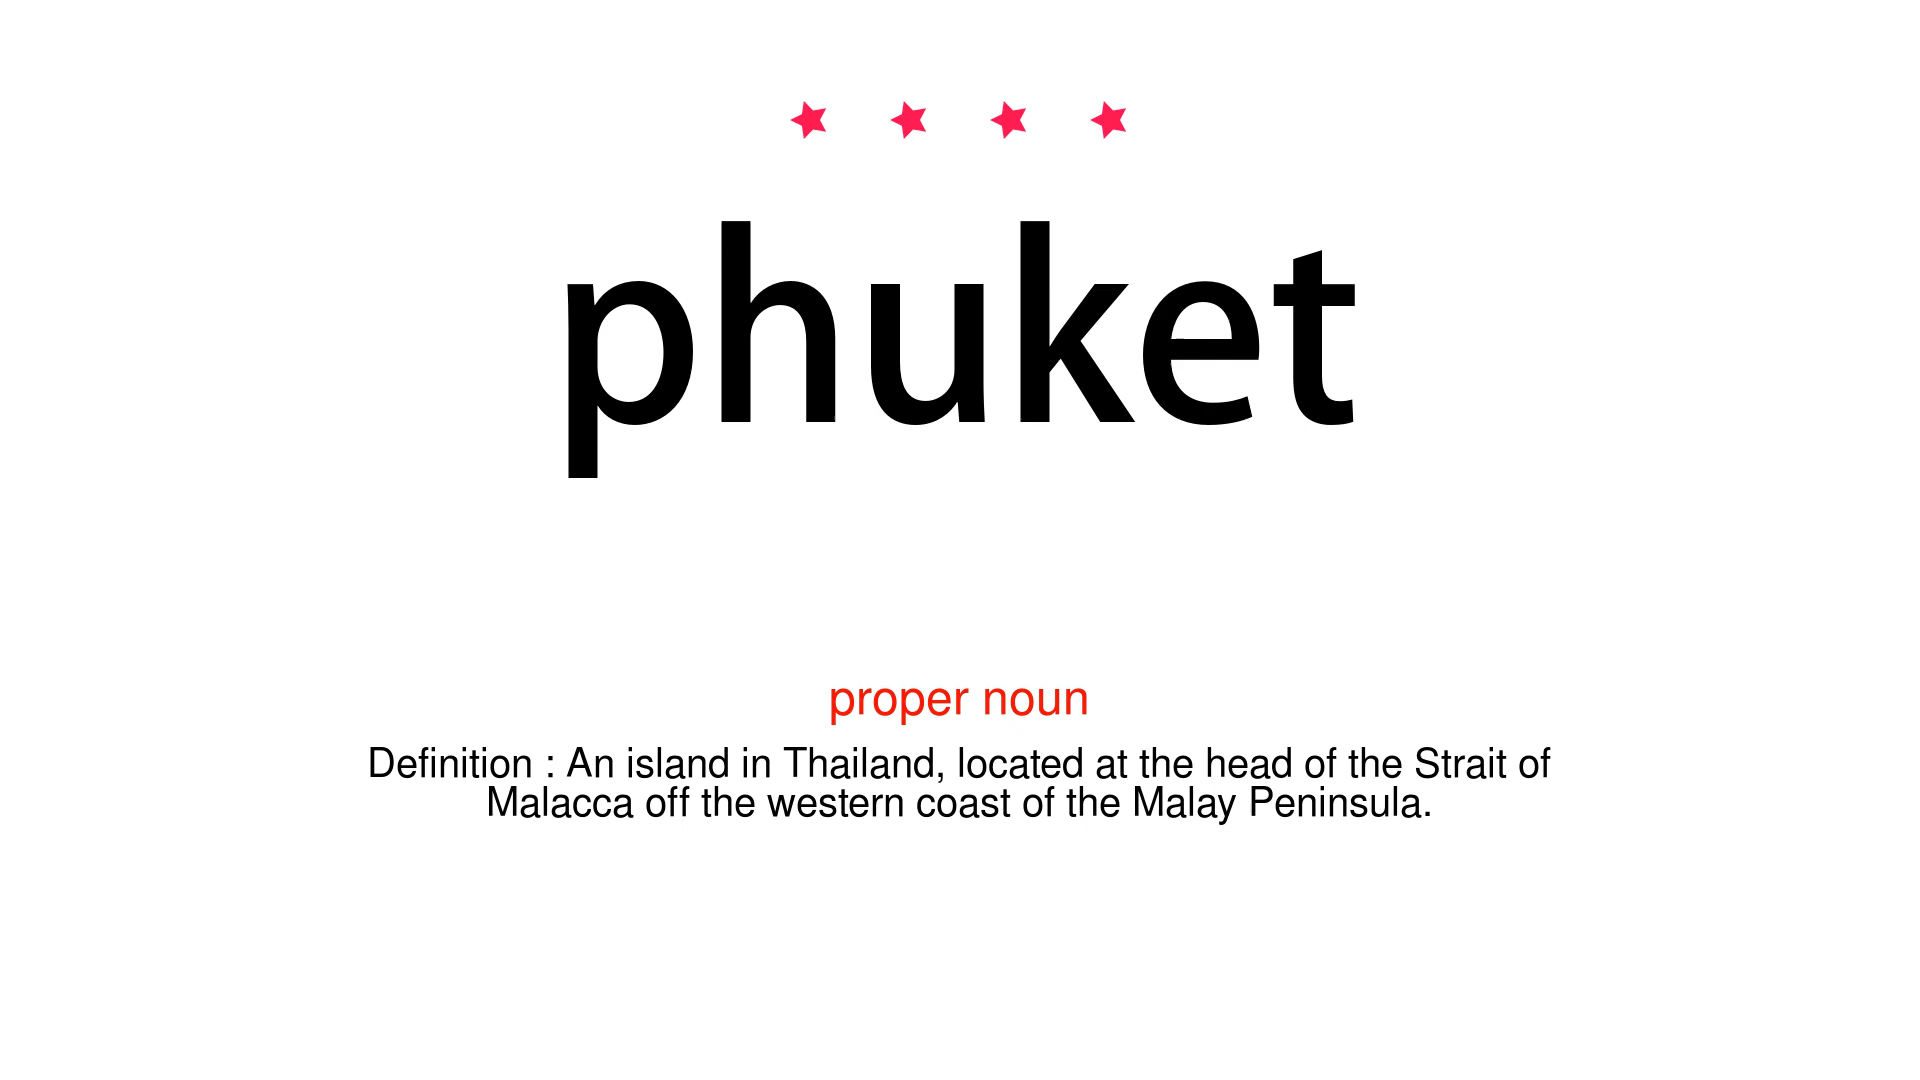 phuket
proper noun
Definition : An island in Thailand, located at the head of the Strait of
Malacca off the western coast of the Malay Peninsula.